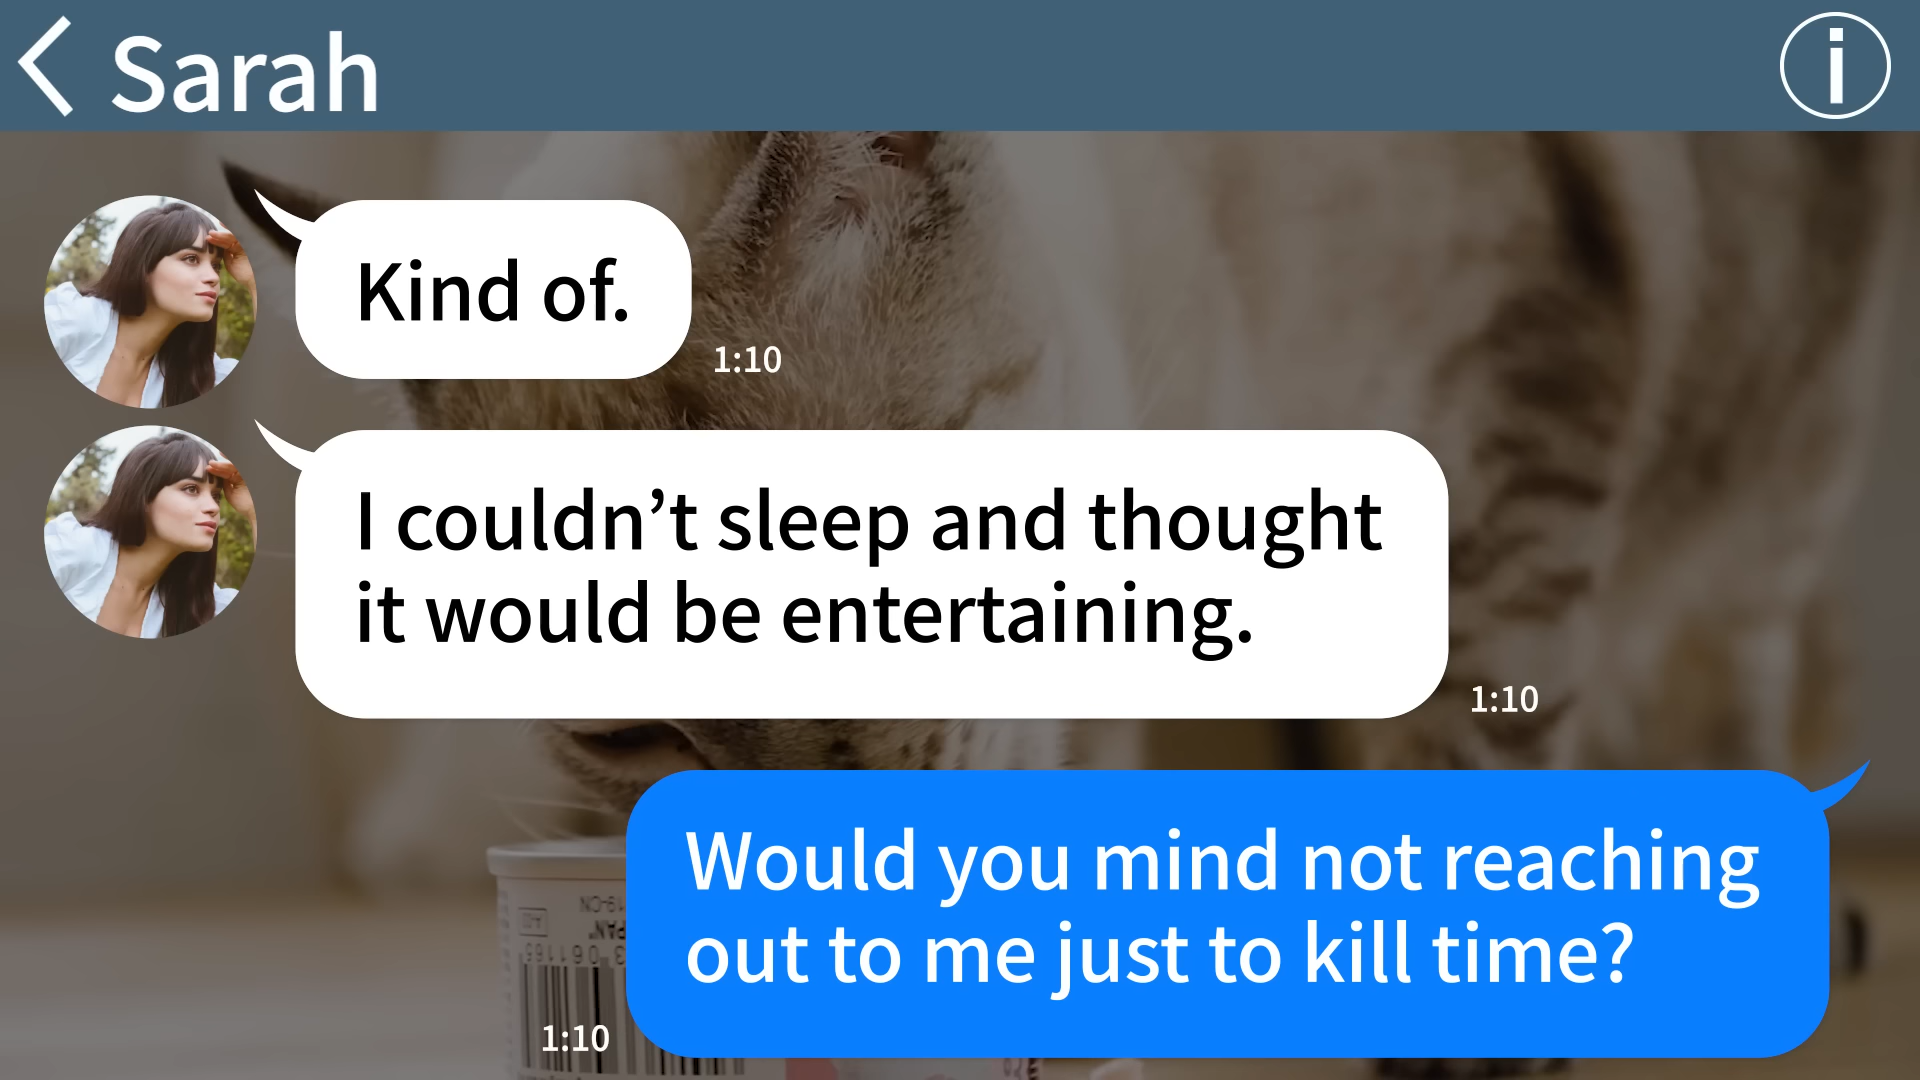 Sarah
i
Kind of.
1:10
I couldn’t sleep and thought
it would be entertaining.
1:10
Would you mind not reaching
out to me just to kill time?
1:10